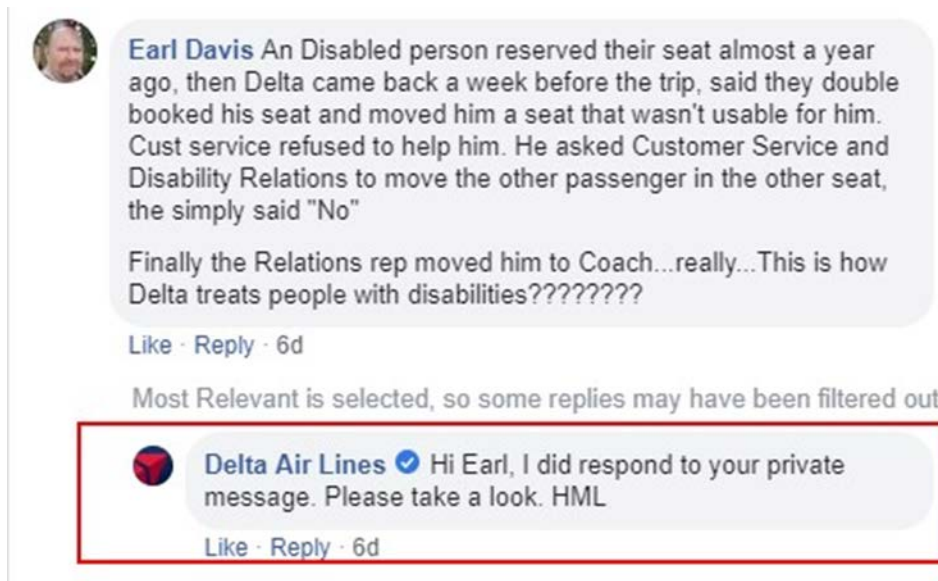 Earl Davis An Disabled person reserved their seat almost a year
ago, then Delta came back a week before the trip, said they double
booked his seat and moved him a seat that wasn't usable for him.
Cust service refused to help him. He asked Customer Service and
Disability Relations to move the other passenger in the other seat,
the simply said "No"
Finally the Relations rep moved him to Coach...really...This is how
Delta treats people with disabilities????????
Like · Reply · 6d
Most Relevant is selected, so some replies may have been filtered out
Delta Air Lines Hi Earl, I did respond to your private
message. Please take a look. HML
Like · Reply · 6d